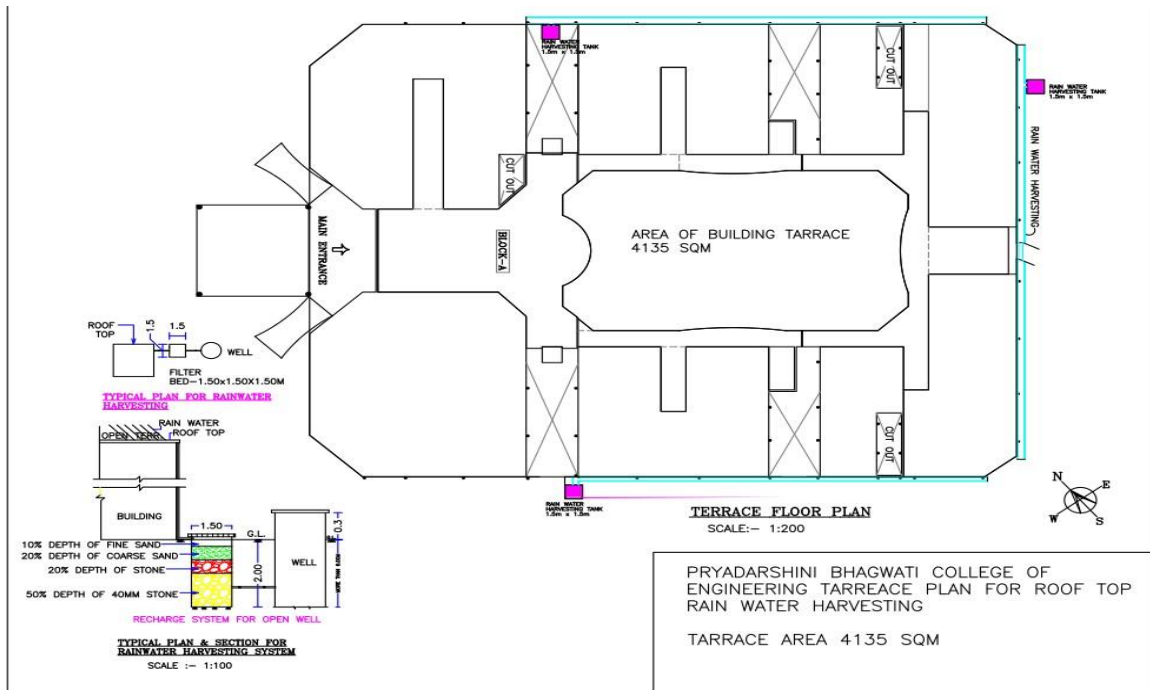 RAIN WATER
HARVESTING TANK
1.5m x 1.5m
CUT OUT
RAIN WATER
HARVESTING TANK
1.5m x 1.5m
RAIN WATER HARVESTING
CUT OUT
MAIN ENTRANCE
BLOCK-A
AREA OF BUILDING TARRACE
4135 SQM
ROOF
TOP
1.5
1.5
WELL
FILTER
BED-1.50x1.50X1.50M
TYPICAL PLAN FOR RAINWATER
HARVESTING
RAIN WATER
ROOF TOP
OPEN TERR
BUILDING
1.50
G.L.
0.3
10% DEPTH OF FINE SAND
20% DEPTH OF COARSE SAND
20% DEPTH OF STONE
50% DEPTH OF 40MM STONE
2.00
WELL
RECHARGE SYSTEM FOR OPEN WELL
TYPICAL PLAN & SECTION FOR
RAINWATER HARVESTING SYSTEM
SCALE :- 1:100
CUT OUT
RAIN WATER
HARVESTING TANK
1.5m x 1.5m
TERRACE FLOOR PLAN
SCALE:- 1:200
N
E
W
S
PRYADARSHINI BHAGWATI COLLEGE OF
ENGINEERING TARREACE PLAN FOR ROOF TOP
RAIN WATER HARVESTING
TARRACE AREA 4135 SQM